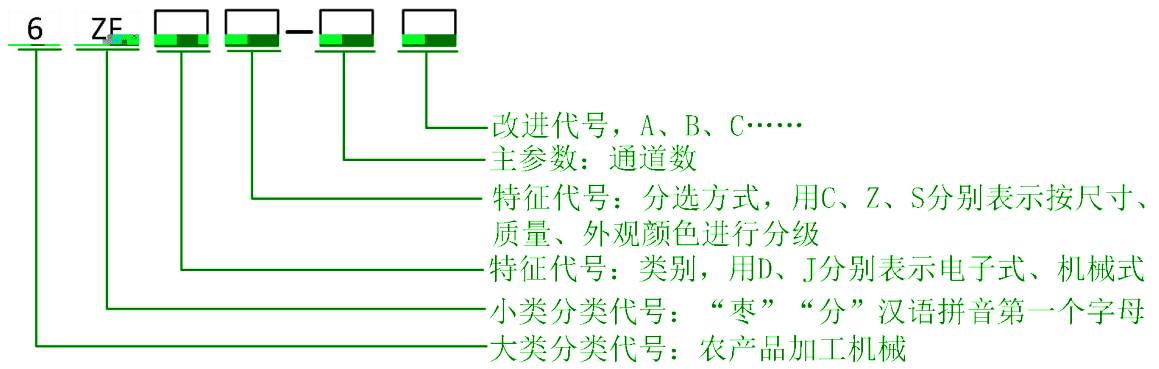 6 ZF —
改进代号，A、B、C……
主参数：通道数
特征代号：分选方式，用C、Z、S分别表示按尺寸、
质量、外观颜色进行分级
特征代号：类别，用D、J分别表示电子式、机械式
小类分类代号：“枣”“分”汉语拼音第一个字母
大类分类代号：农产品加工机械